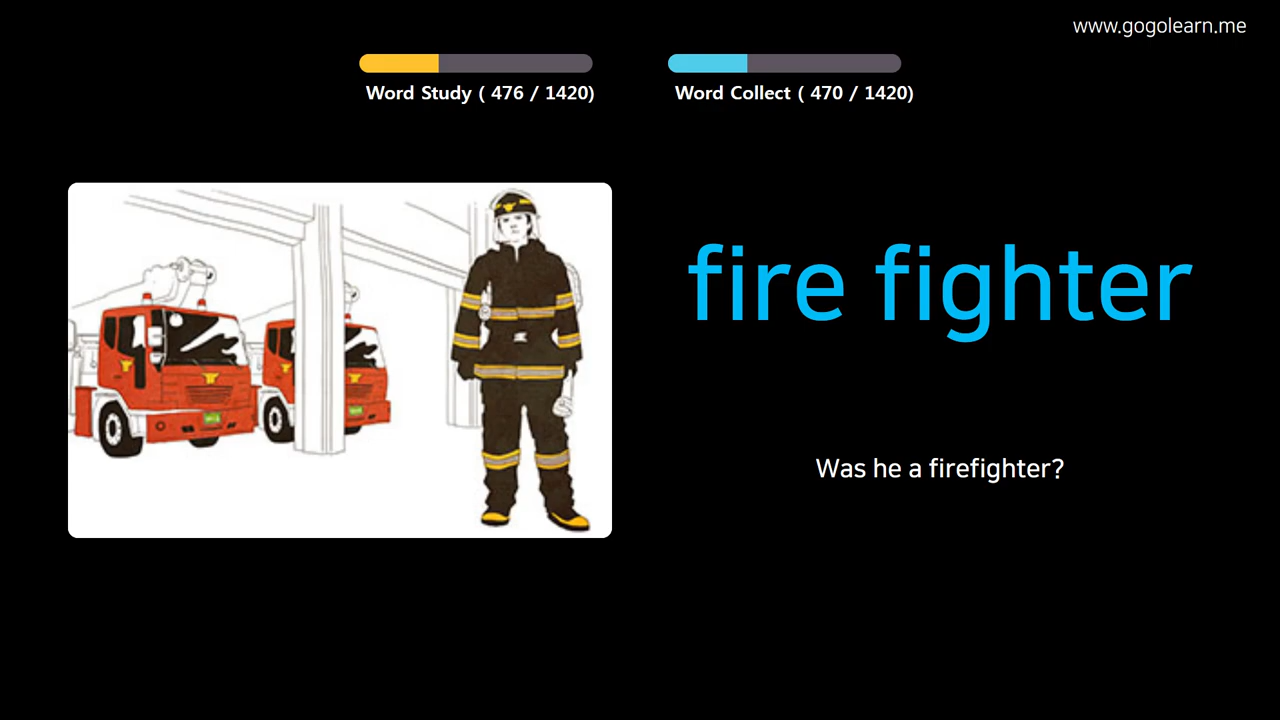 www.gogolearn.me
Word Study ( 476 / 1420)
Word Collect ( 470 / 1420)
fire fighter
Was he a firefighter?